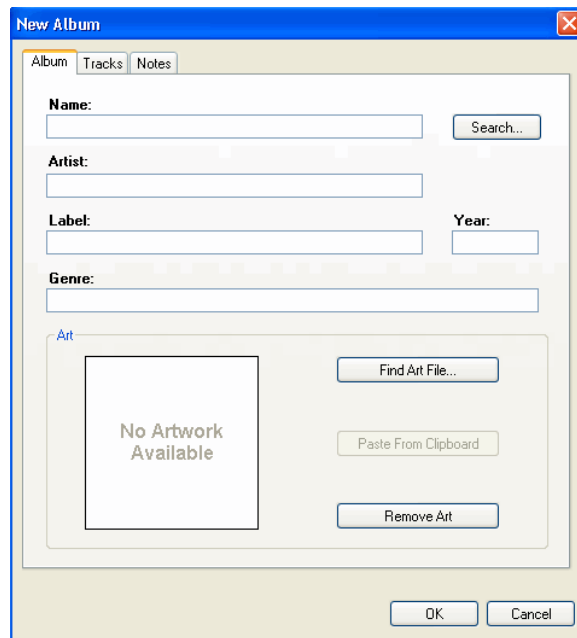 New Album
Album Tracks Notes
Name:
Search...
Artist:
Label: Year:
Genre:
Art
Find Art File...
No Artwork
Available
Paste From Clipboard
Remove Art
OK Cancel